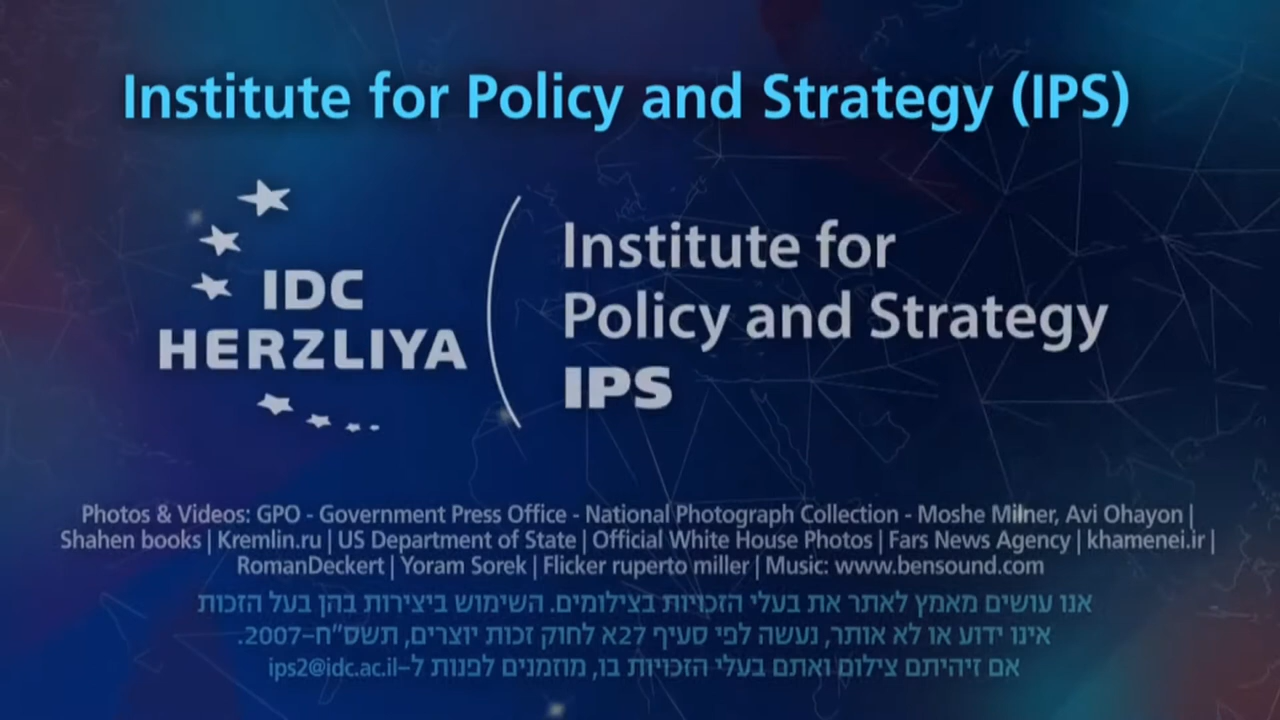 Institute for Policy and Strategy (IPS)
IDC
HERZLIYA
Institute for
Policy and Strategy
IPS
Photos & Videos: GPO - Government Press Office - National Photograph Collection - Moshe Milner, Avi Ohayon |
Shahen books | Kremlin.ru | US Department of State | Official White House Photos | Fars News Agency | khamenei.ir |
RomanDeckert | Yoram Sorek | Flicker ruperto miller | Music: www.bensound.com
אנו עושים מאמץ לאתר את בעלי הזכויות בצילומים. השימוש ביצירות בהן בעל הזכות
אינו ידוע או לא אותר, נעשה לפי סעיף 27א לחוק זכות יוצרים, תשס"ח-2007.
אם זיהיתם צילום ואתם בעלי הזכויות בו, מוזמנים לפנות ל-ips2@idc.ac.il